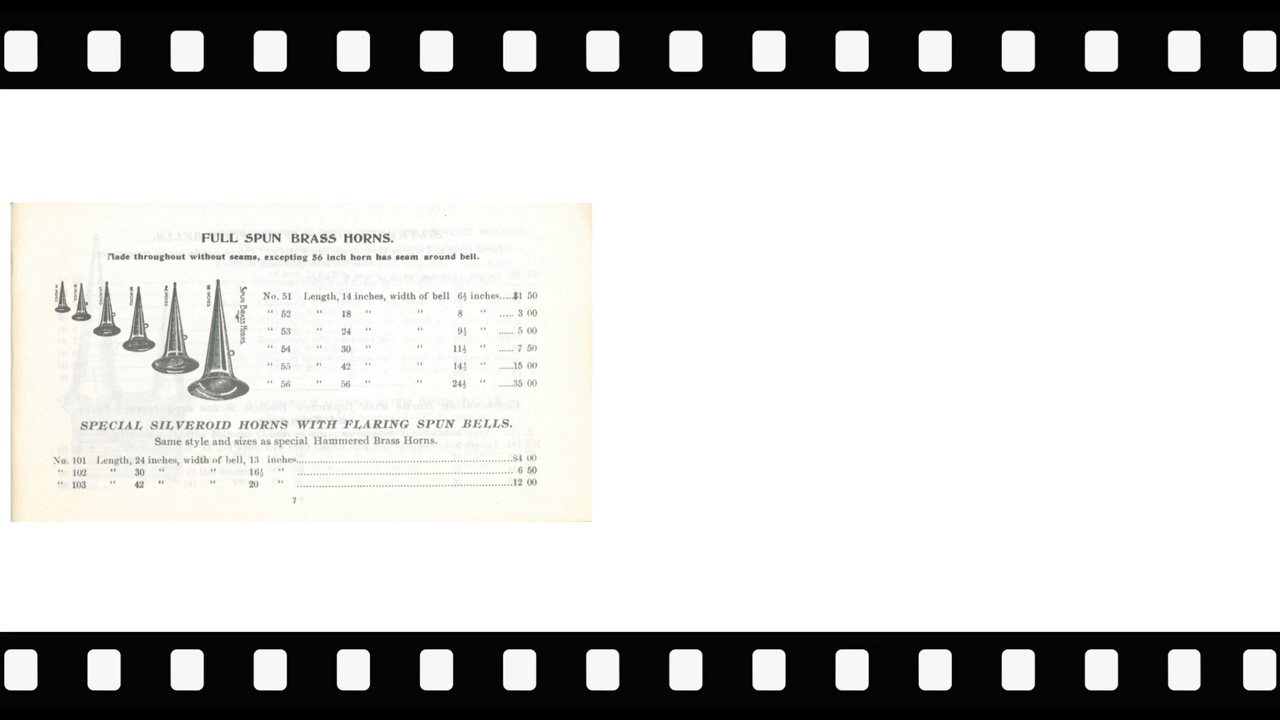 FULL SPUN BRASS HORNS.
Made throughout without seams, excepting 56 inch horn has seam around bell.
SPUN BRASS HORNS.
No. 51 Length, 14 inches, width of bell 6½ inches.....$1 50
“ 52 “ 18 “ “ 8 “ ..... 3 00
“ 53 “ 24 “ “ 9½ “ ...... 5 00
“ 54 “ 30 “ “ 11½ “ ...... 7 50
“ 55 “ 42 “ “ 14½ “ ......15 00
“ 56 “ 56 “ “ 24½ “ ......35 00
SPECIAL SILVEROID HORNS WITH FLARING SPUN BELLS.
Same style and sizes as special Hammered Brass Horns.
No. 101 Length, 24 inches, width of bell, 13 inches..........$4 00
“ 102 “ 30 “ “ 16½ “ .......... 6 50
“ 103 “ 42 “ “ 20 “ ..........12 00
7